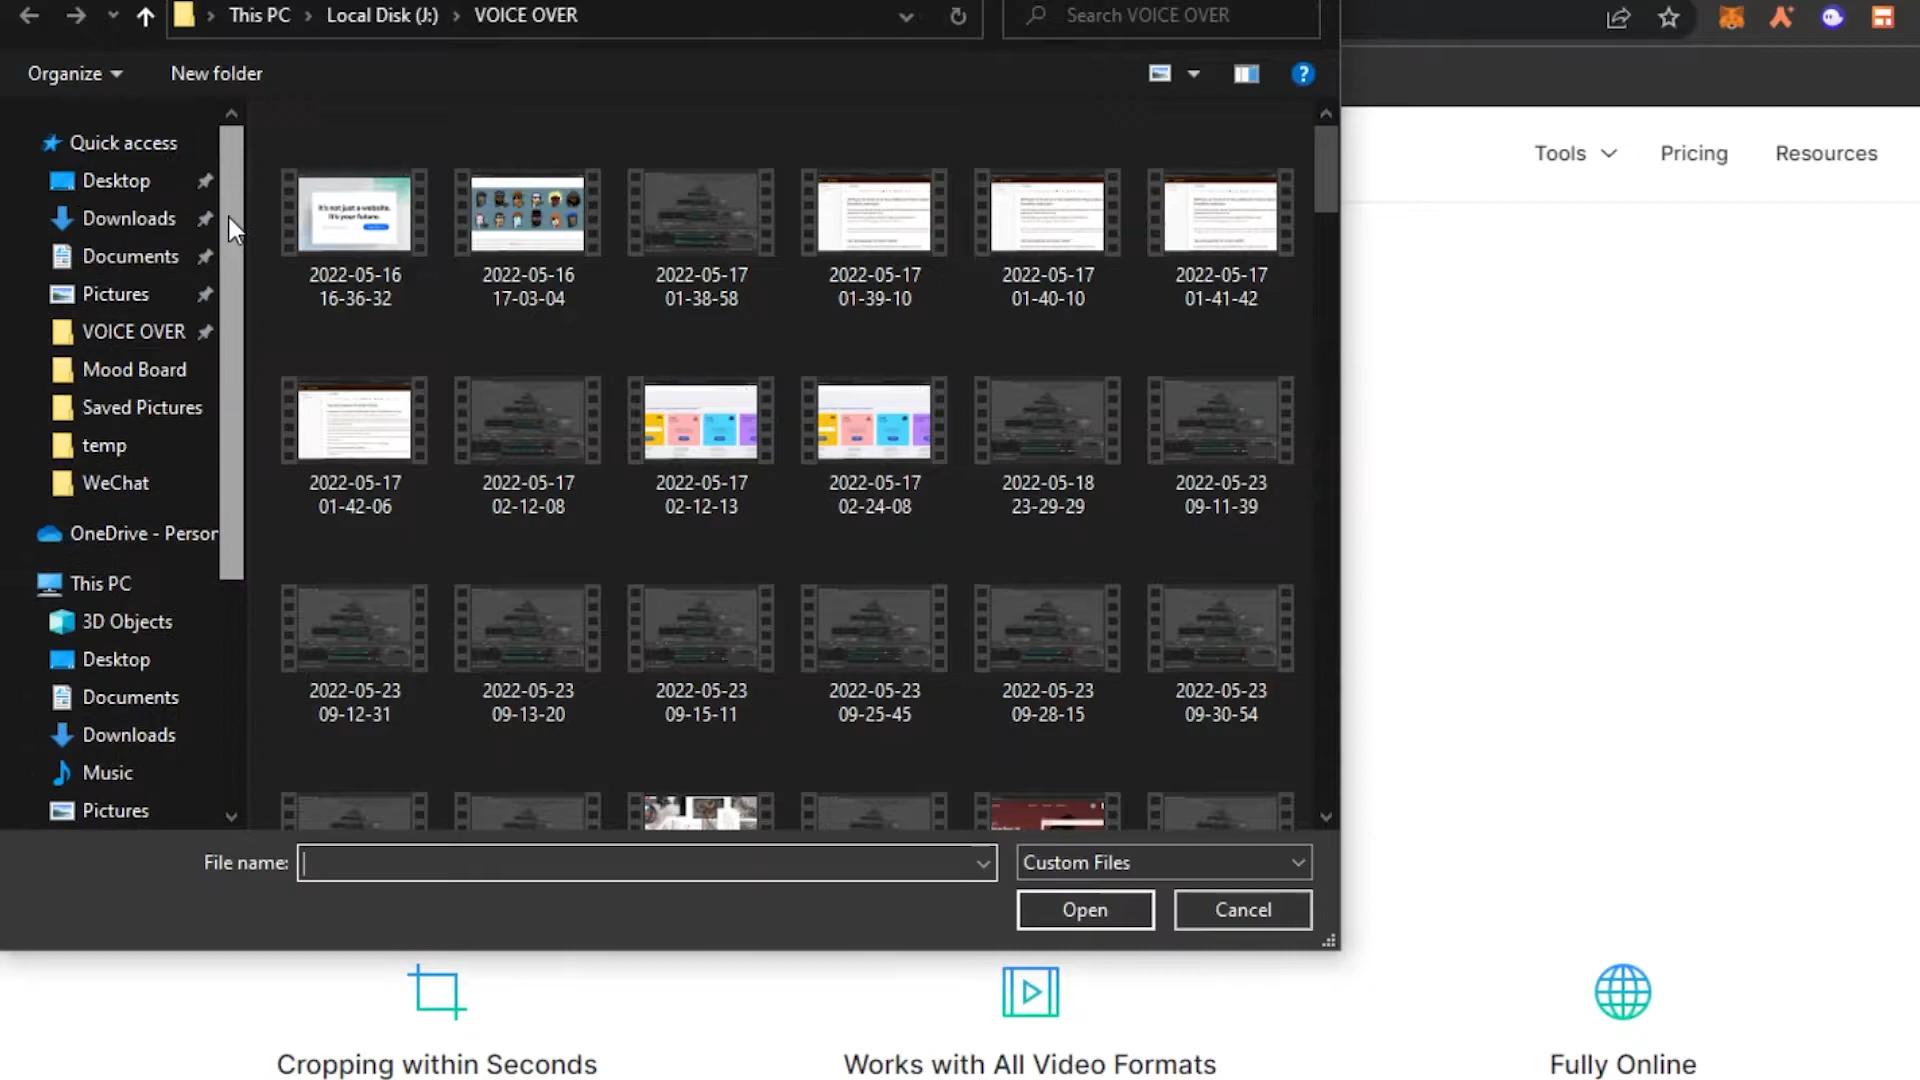 This PC > Local Disk (J:) > VOICE OVER
Search VOICE OVER
Organize
New folder
?
Tools
Pricing
Resources
Quick access
Desktop
Downloads
Documents
Pictures
VOICE OVER
Mood Board
Saved Pictures
temp
WeChat
OneDrive - Person
This PC
3D Objects
Desktop
Documents
Downloads
Music
Pictures
It's not just a website.
It's your future.
2022-05-16
16-36-32
2022-05-16
17-03-04
2022-05-17
01-38-58
2022-05-17
01-39-10
2022-05-17
01-40-10
2022-05-17
01-41-42
2022-05-17
01-42-06
2022-05-17
02-12-08
2022-05-17
02-12-13
2022-05-17
02-24-08
2022-05-18
23-29-29
2022-05-23
09-11-39
2022-05-23
09-12-31
2022-05-23
09-13-20
2022-05-23
09-15-11
2022-05-23
09-25-45
2022-05-23
09-28-15
2022-05-23
09-30-54
File name:
Custom Files
Open
Cancel
Cropping within Seconds
Works with All Video Formats
Fully Online